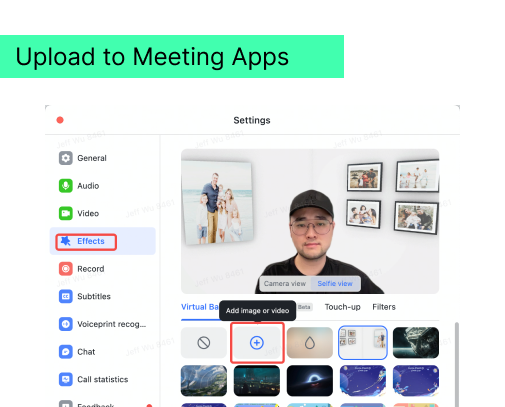 Upload to Meeting Apps
Settings
General
Audio
Video
Effects
Record
Subtitles
Voiceprint recog...
Chat
Call statistics
Feedback
Camera view
Selfie view
Virtual Ba
Add image or video
Beta
Touch-up
Filters